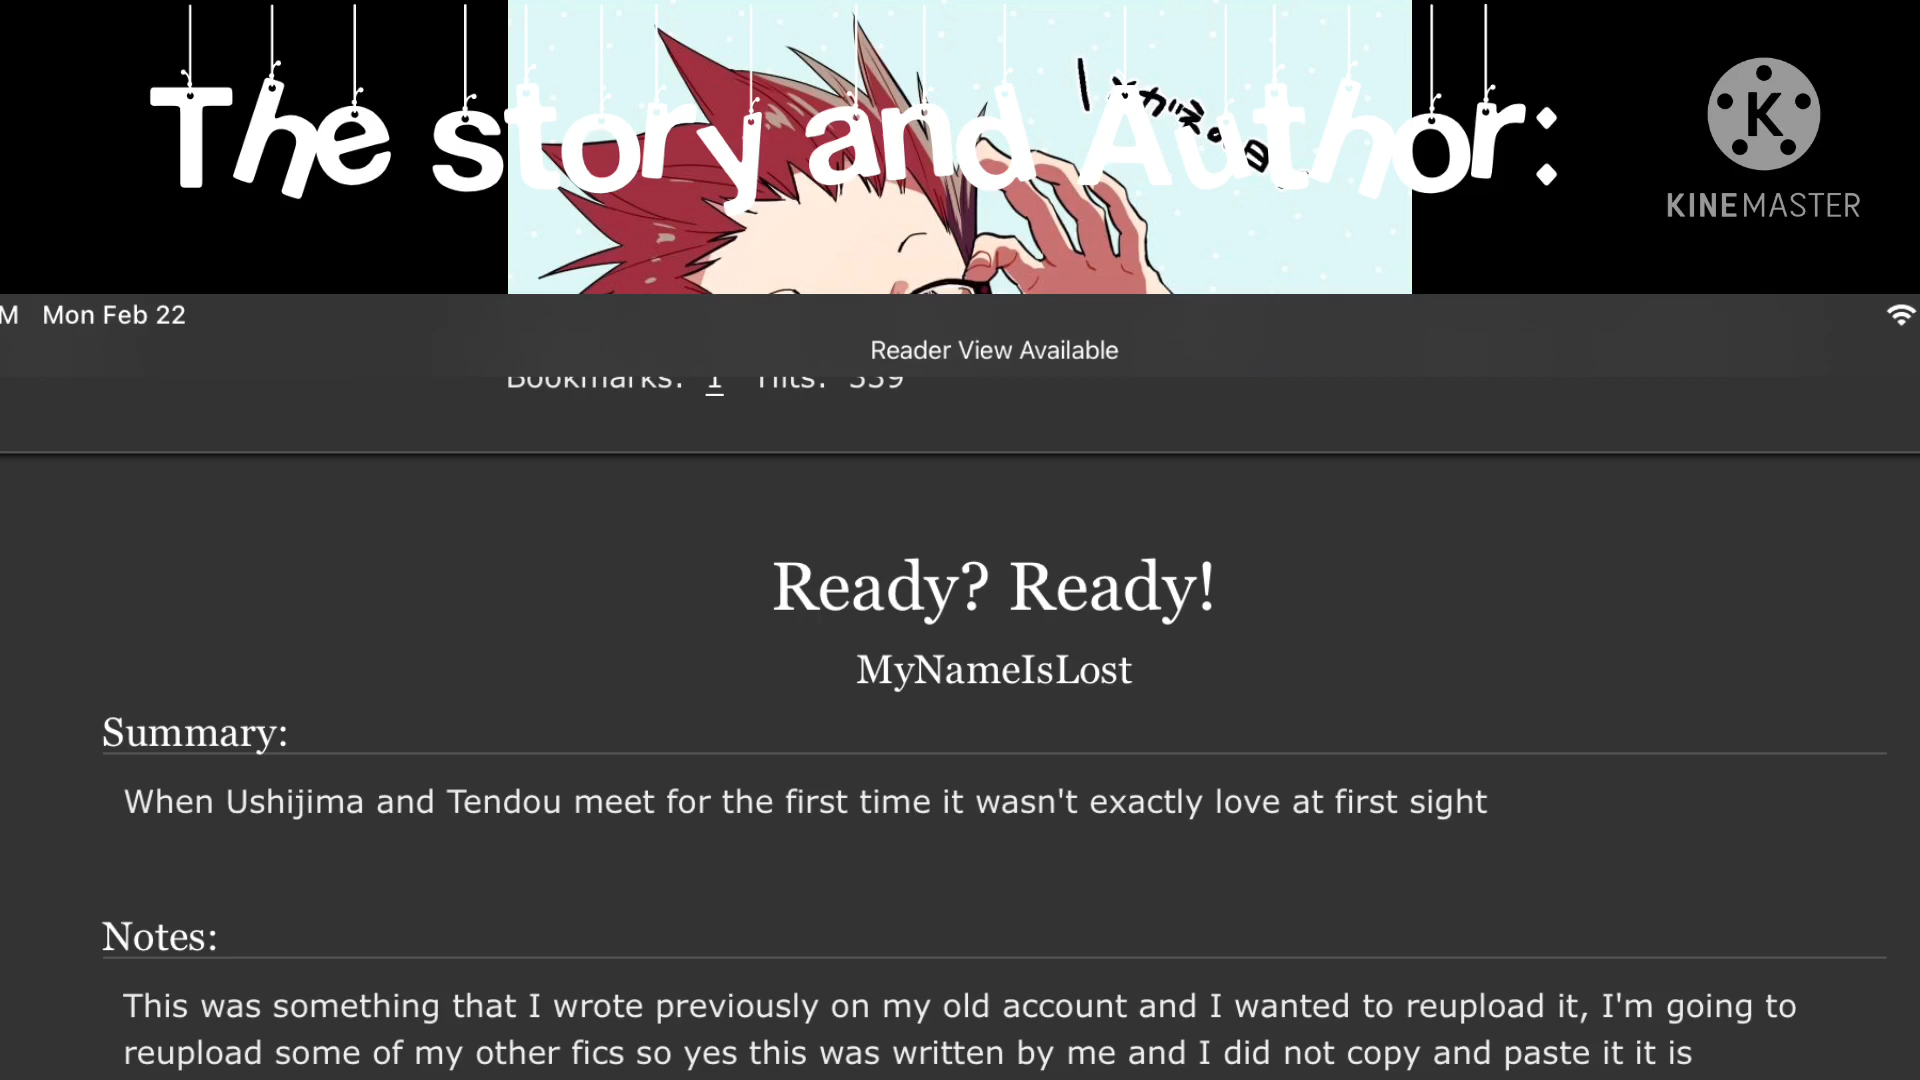 The story and Author:
KINEMASTER
M Mon Feb 22
Reader View Available
Bookmarks: 1 Hits: 339
Ready? Ready!
MyNameIsLost
Summary:
When Ushijima and Tendou meet for the first time it wasn't exactly love at first sight
Notes:
This was something that I wrote previously on my old account and I wanted to reupload it, I'm going to
reupload some of my other fics so yes this was written by me and I did not copy and paste it it is